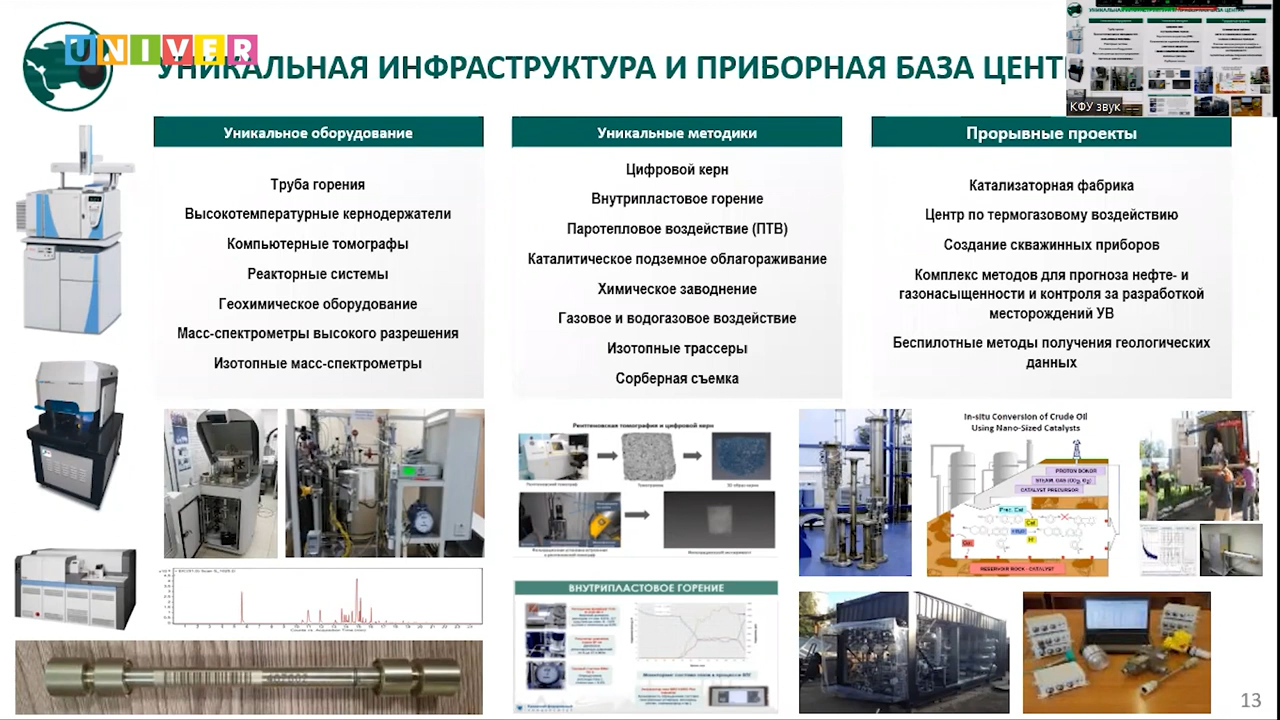 UNIVER
УНИКАЛЬНАЯ ИНФРАСТРУКТУРА И ПРИБОРНАЯ БАЗА ЦЕНТ
КФУ звук
Уникальное оборудование
Труба горения
Высокотемпературные кернодержатели
Компьютерные томографы
Реакторные системы
Геохимическое оборудование
Масс-спектрометры высокого разрешения
Изотопные масс-спектрометры
Уникальные методики
Цифровой керн
Внутрипластовое горение
Паротепловое воздействие (ПТВ)
Каталитическое подземное облагораживание
Химическое заводнение
Газовое и водогазовое воздействие
Изотопные трассеры
Сорберная съемка
Прорывные проекты
Катализаторная фабрика
Центр по термогазовому воздействию
Создание скважинных приборов
Комплекс методов для прогноза нефте- и
газонасыщенности и контроля за разработкой
месторождений УВ
Беспилотные методы получения геологических
данных
Рентгеновская томография и цифровой керн
In-situ Conversion of Crude Oil
Using Nano-Sized Catalysts
PROTON DONOR
CATALYST PRECURSOR
RESERVOIR ROCK - CATALYST
ВНУТРИПЛАСТОВОЕ ГОРЕНИЕ
13